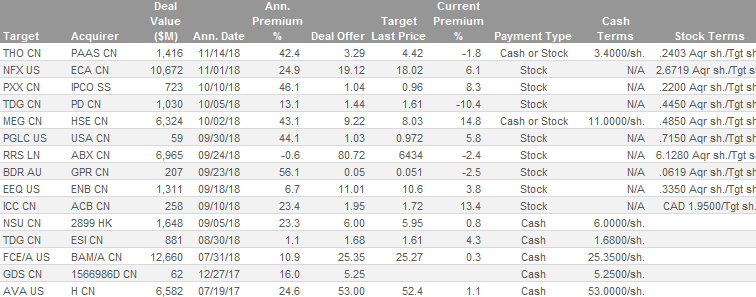 Deal Ann. Current
Value Premium Target Premium Cash
Target Acquirer ($M) Ann. Date % Deal Offer Last Price % Payment Type Terms Stock Terms
THO CN PAAS CN 1,416 11/14/18 42.4 3.29 4.42 -1.8 Cash or Stock 3.4000/sh. .2403 Aqr sh./Tgt sh
NFX US ECA CN 10,672 11/01/18 24.9 19.12 18.02 6.1 Stock N/A 2.6719 Aqr sh./Tgt sh
PXX CN IPCO SS 723 10/10/18 46.1 1.04 0.96 8.3 Stock N/A .2200 Aqr sh./Tgt sh
TDG CN PD CN 1,030 10/05/18 13.1 1.44 1.61 -10.4 Stock N/A .4450 Aqr sh./Tgt sh
MEG CN HSE CN 6,324 10/02/18 43.1 9.22 8.03 14.8 Cash or Stock 11.0000/sh. .4850 Aqr sh./Tgt sh
PGLC US USA CN 59 09/30/18 44.1 1.03 0.972 5.8 Stock N/A .7150 Aqr sh./Tgt sh
RRS LN ABX CN 6,965 09/24/18 -0.6 80.72 6434 -2.4 Stock N/A 6.1280 Aqr sh./Tgt sh
BDR AU GPR CN 207 09/23/18 56.1 0.05 0.051 -2.5 Stock N/A .0619 Aqr sh./Tgt sh
EEQ US ENB CN 1,311 09/18/18 6.7 11.01 10.6 3.8 Stock N/A .3350 Aqr sh./Tgt sh
ICC CN ACB CN 258 09/10/18 23.4 1.95 1.72 13.4 Stock N/A CAD 1.9500/Tgt sh.
NSU CN 2899 HK 1,648 09/05/18 23.3 6.00 5.95 0.8 Cash 6.0000/sh.
TDG CN ESI CN 881 08/30/18 1.1 1.68 1.61 4.3 Cash 1.6800/sh.
FCE/A US BAM/A CN 12,660 07/31/18 10.9 25.35 25.27 0.3 Cash 25.3500/sh.
GDS CN 1566986D CN 62 12/27/17 16.0 5.25 Cash 5.2500/sh.
AVA US H CN 6,582 07/19/17 24.6 53.00 52.4 1.1 Cash 53.0000/sh.